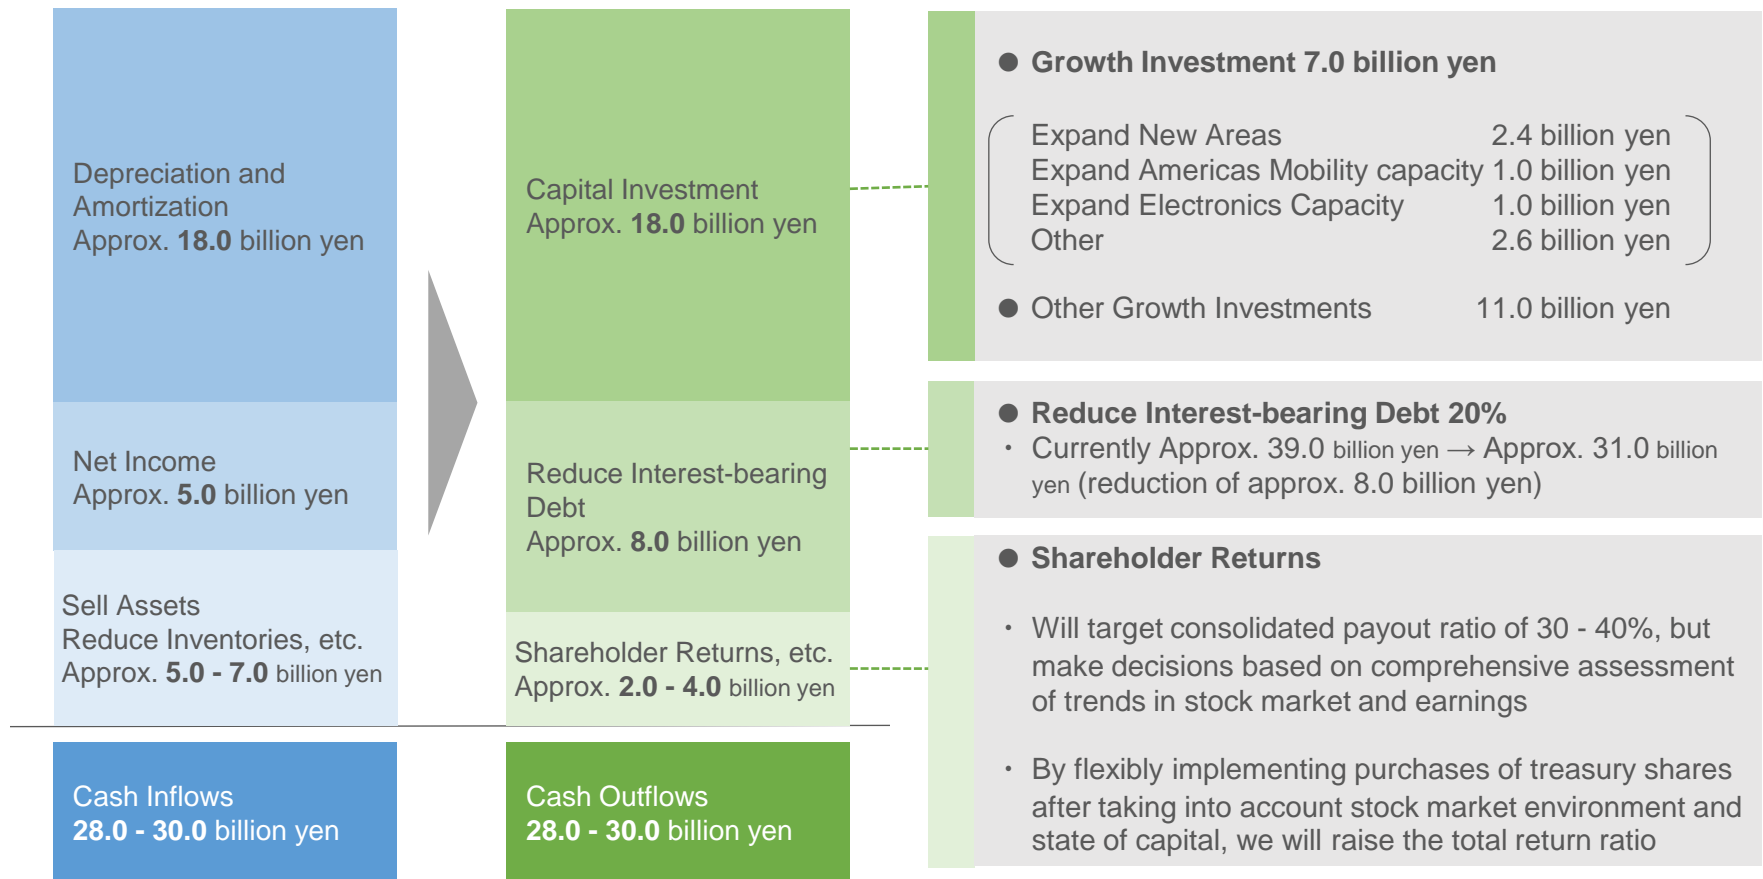 Depreciation and
Amortization
Approx. 18.0 billion yen
Net Income
Approx. 5.0 billion yen
Sell Assets
Reduce Inventories, etc.
Approx. 5.0 - 7.0 billion yen
Cash Inflows
28.0 - 30.0 billion yen
Capital Investment
Approx. 18.0 billion yen
Reduce Interest-bearing
Debt
Approx. 8.0 billion yen
Shareholder Returns, etc.
Approx. 2.0 - 4.0 billion yen
Cash Outflows
28.0 - 30.0 billion yen
● Growth Investment 7.0 billion yen
Expand New Areas 2.4 billion yen
Expand Americas Mobility capacity 1.0 billion yen
Expand Electronics Capacity 1.0 billion yen
Other 2.6 billion yen
● Other Growth Investments 11.0 billion yen
● Reduce Interest-bearing Debt 20%
・ Currently Approx. 39.0 billion yen → Approx. 31.0 billion
yen (reduction of approx. 8.0 billion yen)
● Shareholder Returns
・ Will target consolidated payout ratio of 30 - 40%, but
make decisions based on comprehensive assessment
of trends in stock market and earnings
・ By flexibly implementing purchases of treasury shares
after taking into account stock market environment and
state of capital, we will raise the total return ratio